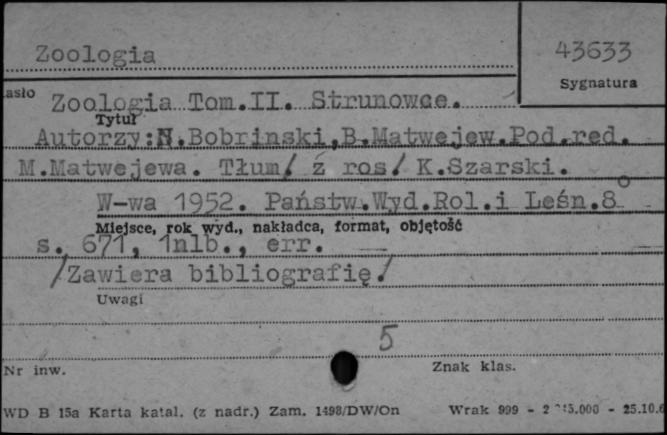 Zoologia
43633
Sygnatura
asło
Zoologia Tom.II. Strunowce.
Tytuł
Autorzy:N.Bobrinski,B.Matwejew.Pod.red.
M.Matwejewa. Tłum/ z ros/ K.Szarski.
W-wa 1952. Państw.Wyd.Rol.i Leśn.8°
Miejsce, rok wyd., nakładca, format, objętość
s. 671, 1nlb., err.
/Zawiera bibliografię/
Uwagi
5
Nr inw.
Znak klas.
WD B 15a Karta katal. (z nadr.) Zam. 1498/DW/On Wrak 999 - 25.10.6